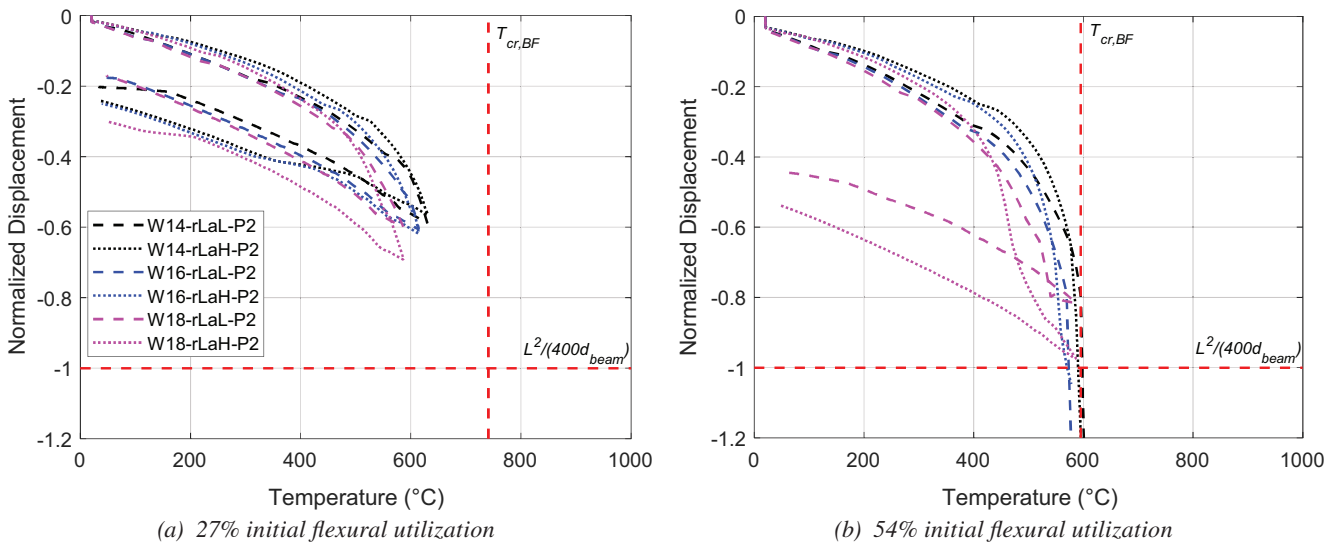 0
-0.2
-0.4
-0.6
-0.8
-1
-1.2
Normalized Displacement
T_cr,BF
W14-rLaL-P2
W14-rLaH-P2
W16-rLaL-P2
W16-rLaH-P2
W18-rLaL-P2
W18-rLaH-P2
L^2/(400d_beam)
0 200 400 600 800 1000
Temperature (°C)
(a) 27% initial flexural utilization
0
-0.2
-0.4
-0.6
-0.8
-1
-1.2
Normalized Displacement
T_cr,BF
L^2/(400d_beam)
0 200 400 600 800 1000
Temperature (°C)
(b) 54% initial flexural utilization